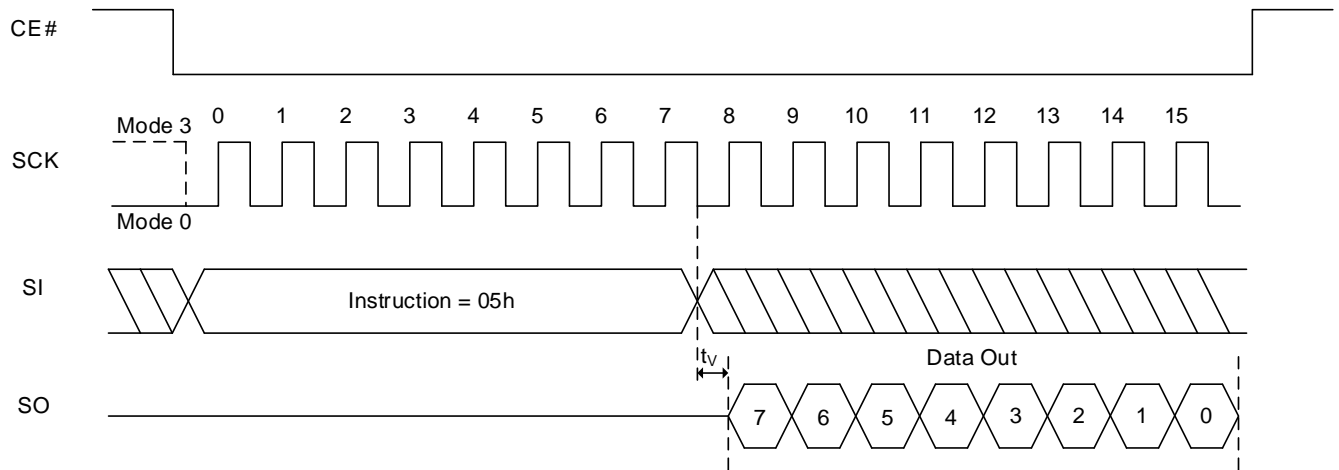 CE#
0 1 2 3 4 5 6 7 8 9 10 11 12 13 14 15
Mode 3
SCK
Mode 0
SI
Instruction = 05h
tV
Data Out
SO
7 6 5 4 3 2 1 0